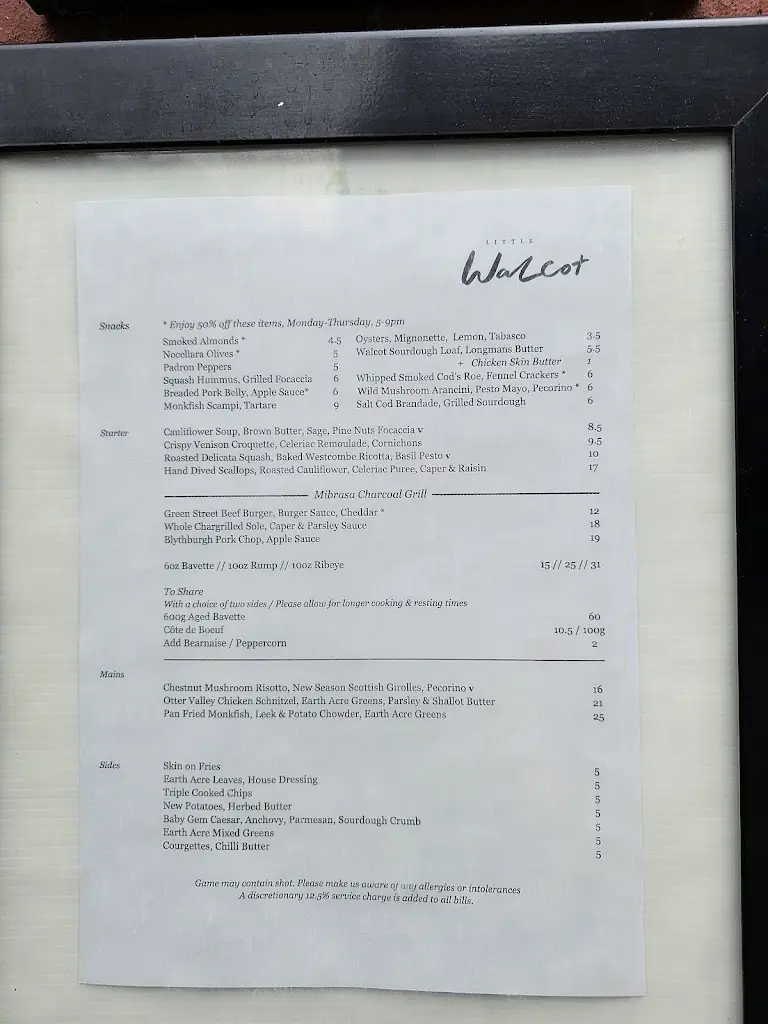 LITTLE
Walcot
Snacks * Enjoy 50% off these items, Monday-Thursday, 5-9pm
Smoked Almonds * 4.5
Nocellara Olives * 5
Padron Peppers 5
Squash Hummus, Grilled Focaccia 6
Breaded Pork Belly, Apple Sauce* 6
Monkfish Scampi, Tartare 9
Oysters, Mignonette, Lemon, Tabasco 3.5
Walcot Sourdough Loaf, Longmans Butter 5.5
+ Chicken Skin Butter 1
Whipped Smoked Cod's Roe, Fennel Crackers * 6
Wild Mushroom Arancini, Pesto Mayo, Pecorino * 6
Salt Cod Brandade, Grilled Sourdough 6
Starter Cauliflower Soup, Brown Butter, Sage, Pine Nuts Focaccia v 8.5
Crispy Venison Croquette, Celeriac Remoulade, Cornichons 9.5
Roasted Delicata Squash, Baked Westcombe Ricotta, Basil Pesto v 10
Hand Dived Scallops, Roasted Cauliflower, Celeriac Puree, Caper & Raisin 17
Mibrasa Charcoal Grill
Green Street Beef Burger, Burger Sauce, Cheddar * 12
Whole Chargrilled Sole, Caper & Parsley Sauce 18
Blythburgh Pork Chop, Apple Sauce 19
6oz Bavette // 10oz Rump // 10oz Ribeye 15 // 25 // 31
To Share
With a choice of two sides / Please allow for longer cooking & resting times
600g Aged Bavette 60
Côte de Boeuf 10.5 / 100g
Add Bearnaise / Peppercorn 2
Mains
Chestnut Mushroom Risotto, New Season Scottish Girolles, Pecorino v 16
Otter Valley Chicken Schnitzel, Earth Acre Greens, Parsley & Shallot Butter 21
Pan Fried Monkfish, Leek & Potato Chowder, Earth Acre Greens 25
Sides Skin on Fries 5
Earth Acre Leaves, House Dressing 5
Triple Cooked Chips 5
New Potatoes, Herbed Butter 5
Baby Gem Caesar, Anchovy, Parmesan, Sourdough Crumb 5
Earth Acre Mixed Greens 5
Courgettes, Chilli Butter 5
Game may contain shot. Please make us aware of any allergies or intolerances
A discretionary 12.5% service charge is added to all bills.